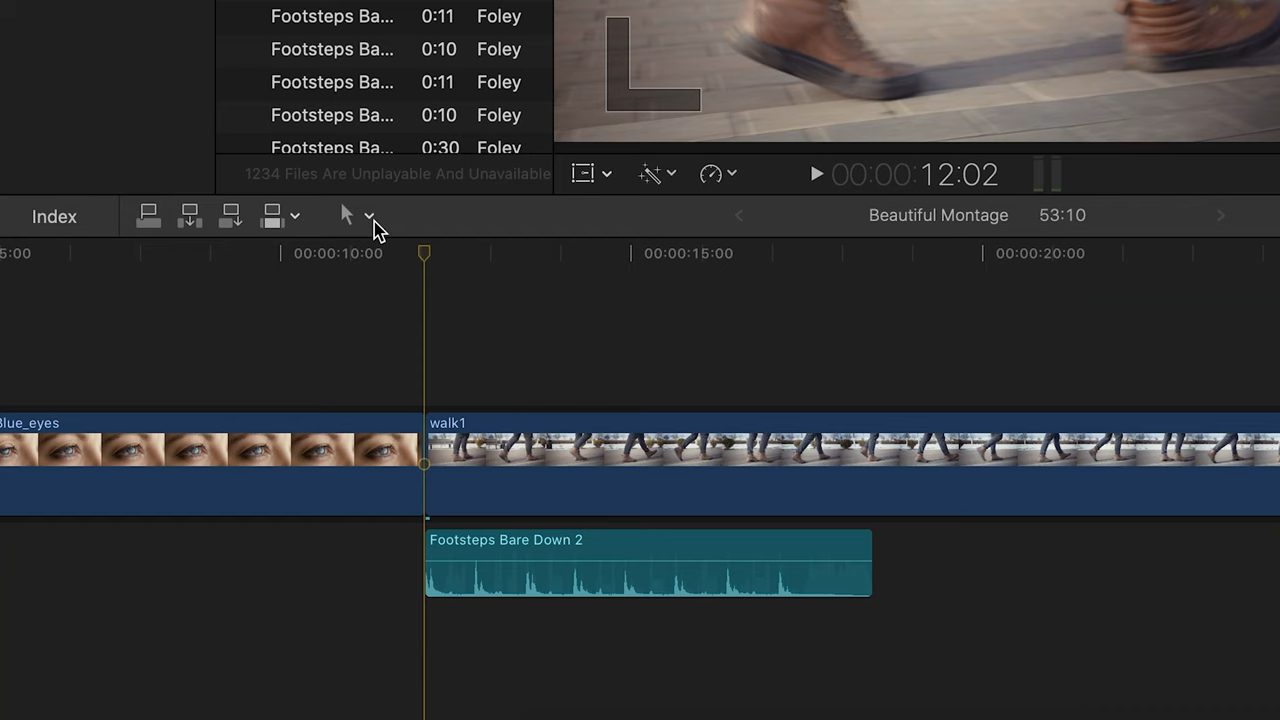 Footsteps Ba... 0:11 Foley
Footsteps Ba... 0:10 Foley
Footsteps Ba... 0:11 Foley
Footsteps Ba... 0:10 Foley
Footsteps Ba... 0:30 Foley
1234 Files Are Unplayable And Unavailable
00:00:12:02
Index
Beautiful Montage 53:10
5:00 00:00:10:00 00:00:15:00 00:00:20:00
Blue_eyes walk1
Footsteps Bare Down 2